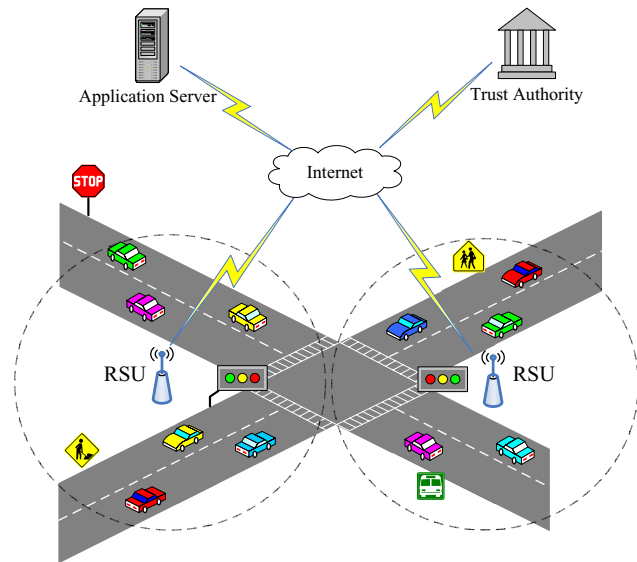 Application Server
Trust Authority
Internet
STOP
RSU
RSU